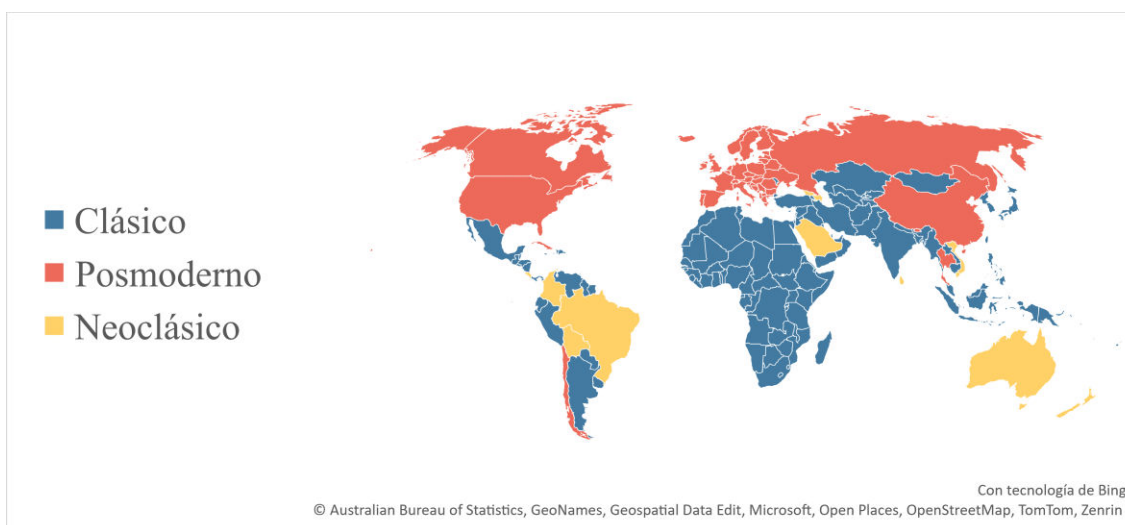 Clásico
Posmoderno
Neoclásico
Con tecnología de Bing
© Australian Bureau of Statistics, GeoNames, Geospatial Data Edit, Microsoft, Open Places, OpenStreetMap, TomTom, Zenrin